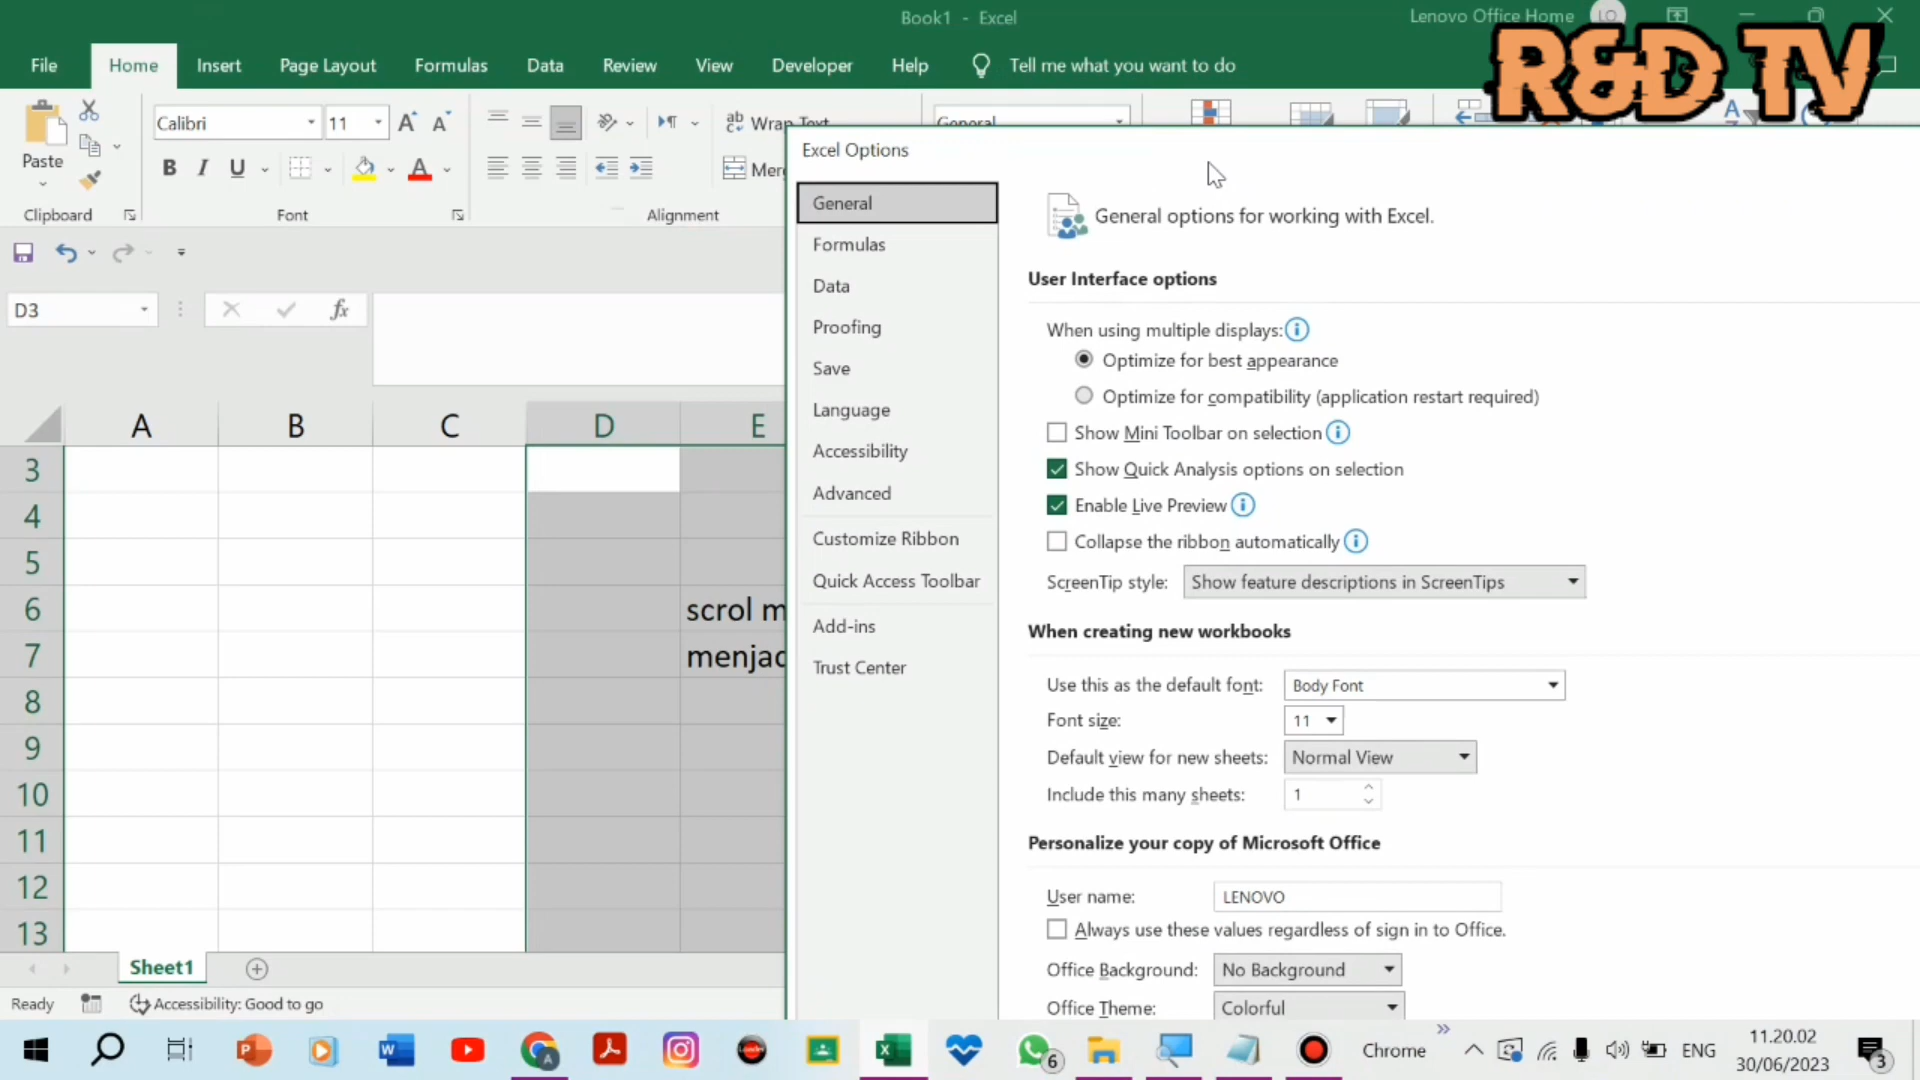 Book1 - Excel
Lenovo Office Home
LO
R&D TV
File
Home
Insert
Page Layout
Formulas
Data
Review
View
Developer
Help
Tell me what you want to do
Paste
Calibri
11
Wrap Text
General
B I U
Clipboard
Font
Alignment
D3
fx
A B C D E
3
4
5
6
scrol m
7
menjac
8
9
10
11
12
13
Sheet1
Ready
Accessibility: Good to go
Excel Options
General
Formulas
Data
Proofing
Save
Language
Accessibility
Advanced
Customize Ribbon
Quick Access Toolbar
Add-ins
Trust Center
General options for working with Excel.
User Interface options
When using multiple displays:
Optimize for best appearance
Optimize for compatibility (application restart required)
Show Mini Toolbar on selection
Show Quick Analysis options on selection
Enable Live Preview
Collapse the ribbon automatically
ScreenTip style: Show feature descriptions in ScreenTips
When creating new workbooks
Use this as the default font: Body Font
Font size: 11
Default view for new sheets: Normal View
Include this many sheets: 1
Personalize your copy of Microsoft Office
User name: LENOVO
Always use these values regardless of sign in to Office.
Office Background: No Background
Office Theme: Colorful
6
Chrome
ENG
11.20.02
30/06/2023
3